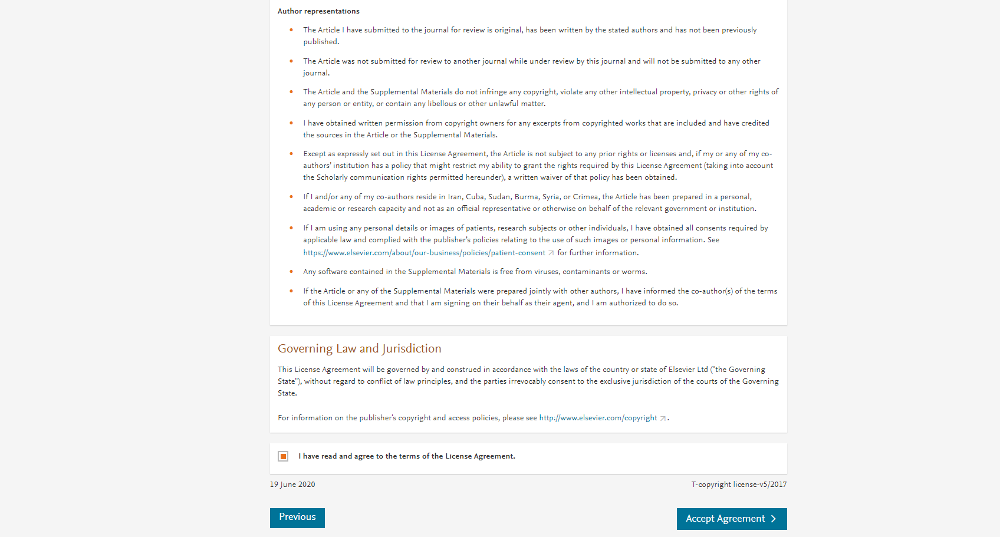 Author representations
The Article I have submitted to the journal for review is original, has been written by the stated authors and has not been previously
published.
The Article was not submitted for review to another journal while under review by this journal and will not be submitted to any other
journal.
The Article and the Supplemental Materials do not infringe any copyright, violate any other intellectual property, privacy or other rights of
any person or entity, or contain any libellous or other unlawful matter.
I have obtained written permission from copyright owners for any excerpts from copyrighted works that are included and have credited
the sources in the Article or the Supplemental Materials.
Except as expressly set out in this License Agreement, the Article is not subject to any prior rights or licenses and, if my or any of my co-
authors’ institution has a policy that might restrict my ability to grant the rights required by this License Agreement (taking into account
the Scholarly communication rights permitted hereunder), a written waiver of that policy has been obtained.
If I and/or any of my co-authors reside in Iran, Cuba, Sudan, Burma, Syria, or Crimea, the Article has been prepared in a personal,
academic or research capacity and not as an official representative or otherwise on behalf of the relevant government or institution.
If I am using any personal details or images of patients, research subjects or other individuals, I have obtained all consents required by
applicable law and complied with the publisher’s policies relating to the use of such images or personal information. See
https://www.elsevier.com/about/our-business/policies/patient-consent for further information.
Any software contained in the Supplemental Materials is free from viruses, contaminants or worms.
If the Article or any of the Supplemental Materials were prepared jointly with other authors, I have informed the co-author(s) of the terms
of this License Agreement and that I am signing on their behalf as their agent, and I am authorized to do so.
Governing Law and Jurisdiction
This License Agreement will be governed by and construed in accordance with the laws of the country or state of Elsevier Ltd ("the Governing
State"), without regard to conflict of law principles, and the parties irrevocably consent to the exclusive jurisdiction of the courts of the Governing
State.
For information on the publisher's copyright and access policies, please see http://www.elsevier.com/copyright .
I have read and agree to the terms of the License Agreement.
19 June 2020
T-copyright license-v5/2017
Previous
Accept Agreement